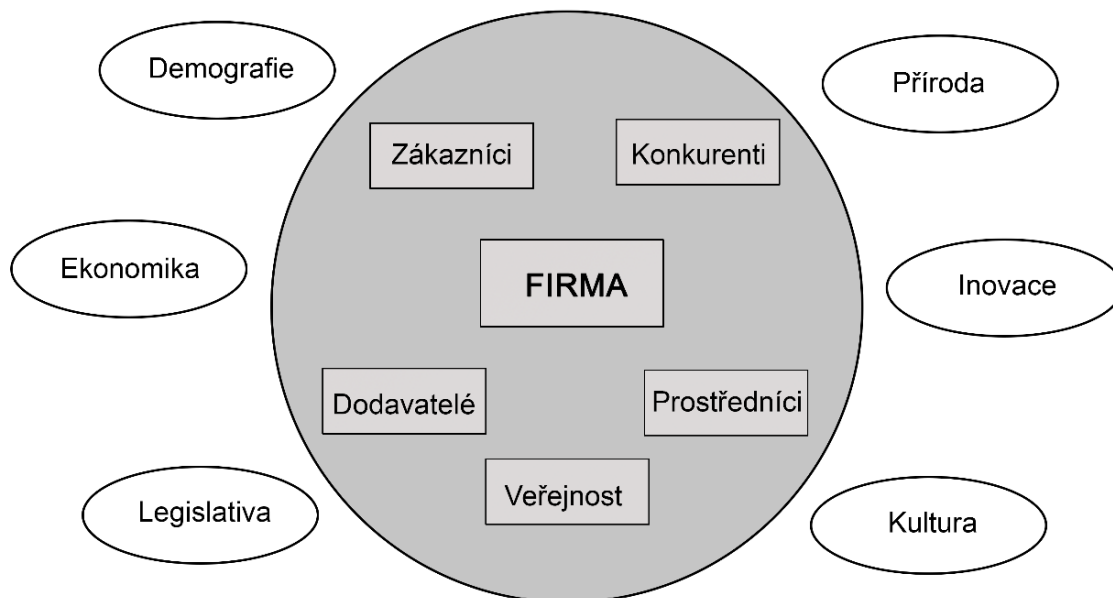 Demografie
Příroda
Zákazníci
Konkurenti
Ekonomika
FIRMA
Inovace
Dodavatelé
Prostředníci
Veřejnost
Legislativa
Kultura